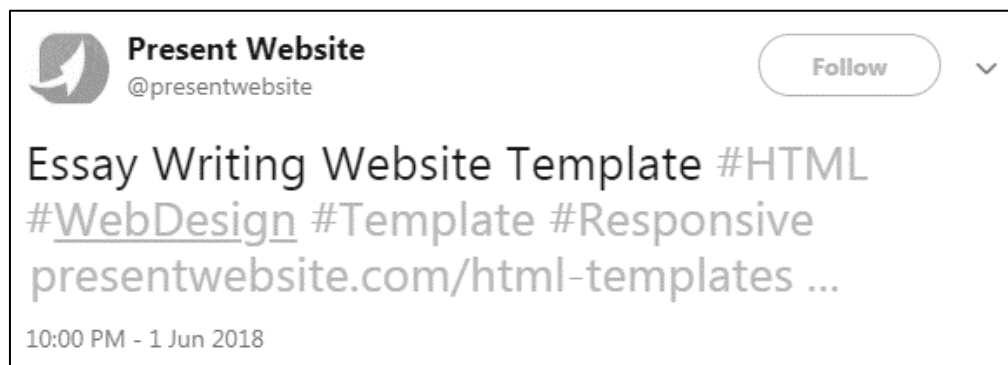 Present Website
@presentwebsite
Follow
Essay Writing Website Template #HTML
#WebDesign #Template #Responsive
presentwebsite.com/html-templates ...
10:00 PM - 1 Jun 2018